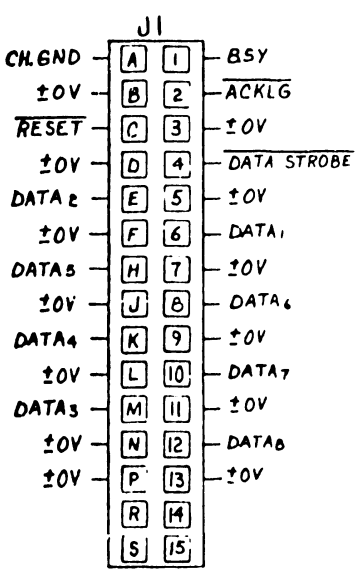 J1
CH.GND A 1 BSY
±0V B 2 ACKLG
RESET C 3 ±0V
±0V D 4 DATA STROBE
DATA2 E 5 ±0V
±0V F 6 DATA1
DATA5 H 7 ±0V
±0V J 8 DATA6
DATA4 K 9 ±0V
±0V L 10 DATA7
DATA3 M 11 ±0V
±0V N 12 DATA8
±0V P 13 ±0V
R 14
S 15